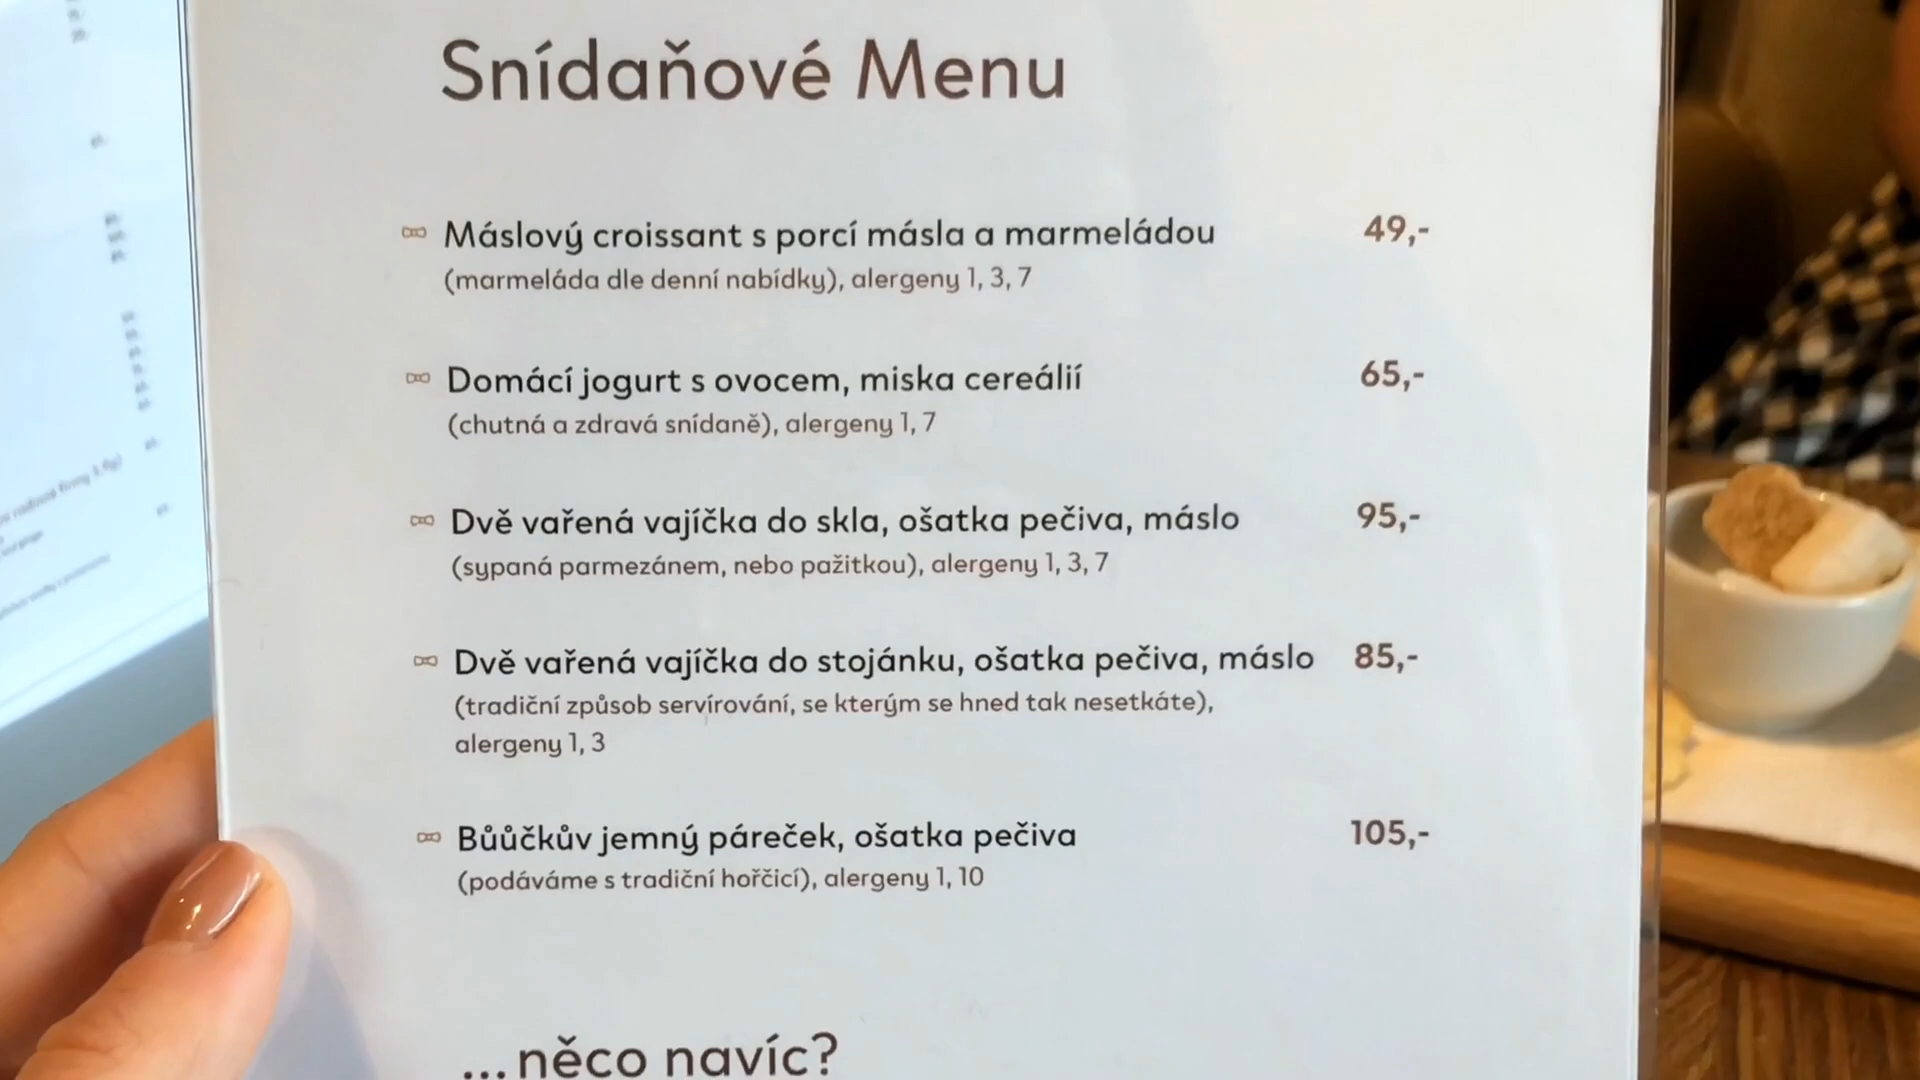 Snídaňové Menu
Máslový croissant s porcí másla a marmeládou 49,-
(marmeláda dle denní nabídky), alergeny 1, 3, 7
Domácí jogurt s ovocem, miska cereálií 65,-
(chutná a zdravá snídaně), alergeny 1, 7
Dvě vařená vajíčka do skla, ošatka pečiva, máslo 95,-
(sypaná parmezánem, nebo pažitkou), alergeny 1, 3, 7
Dvě vařená vajíčka do stojánku, ošatka pečiva, máslo 85,-
(tradiční způsob servírování, se kterým se hned tak nesetkáte),
alergeny 1, 3
Bůůčkův jemný páreček, ošatka pečiva 105,-
(podáváme s tradiční hořčicí), alergeny 1, 10
...něco navíc?